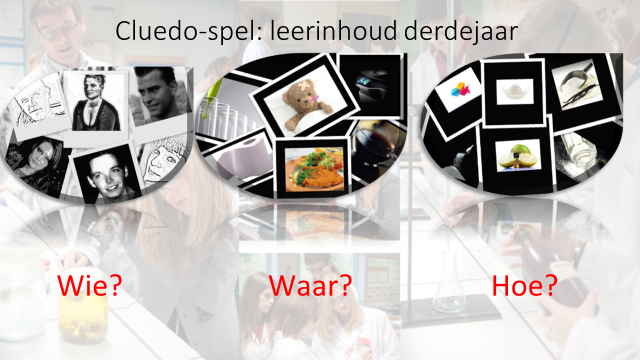 Cluedo-spel: leerinhoud derdejaar
Wie?
Waar?
Hoe?